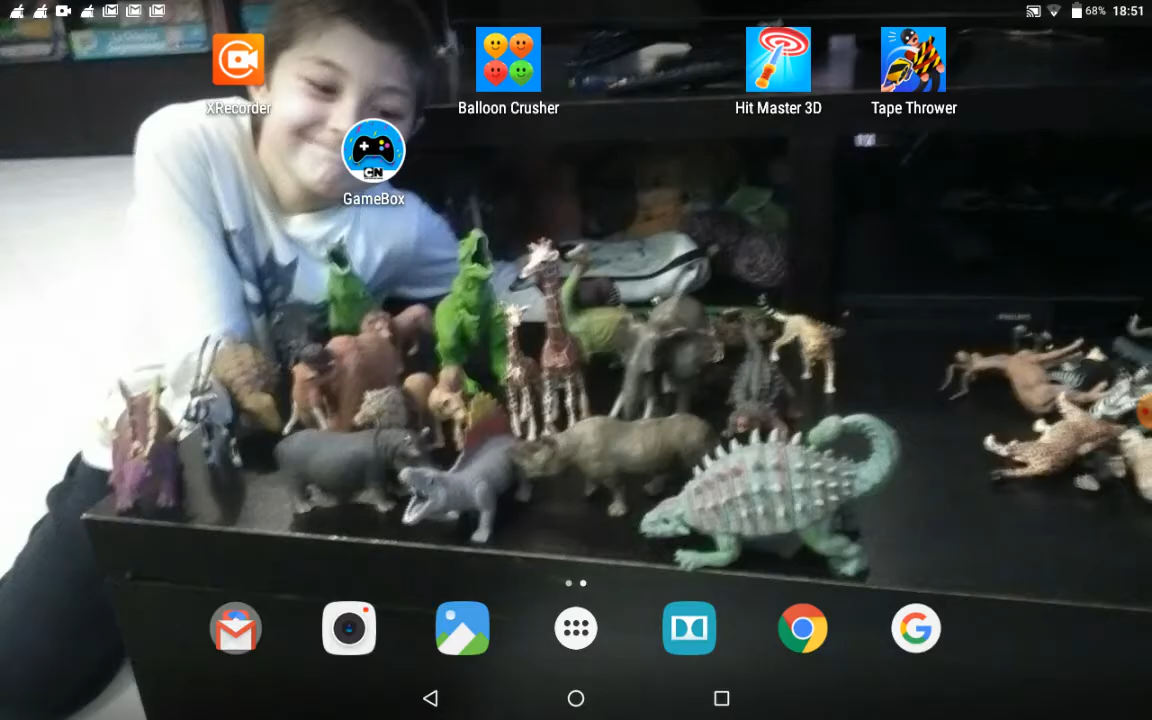 68% 18:51
XRecorder
Balloon Crusher
Hit Master 3D
Tape Thrower
CN
GameBox